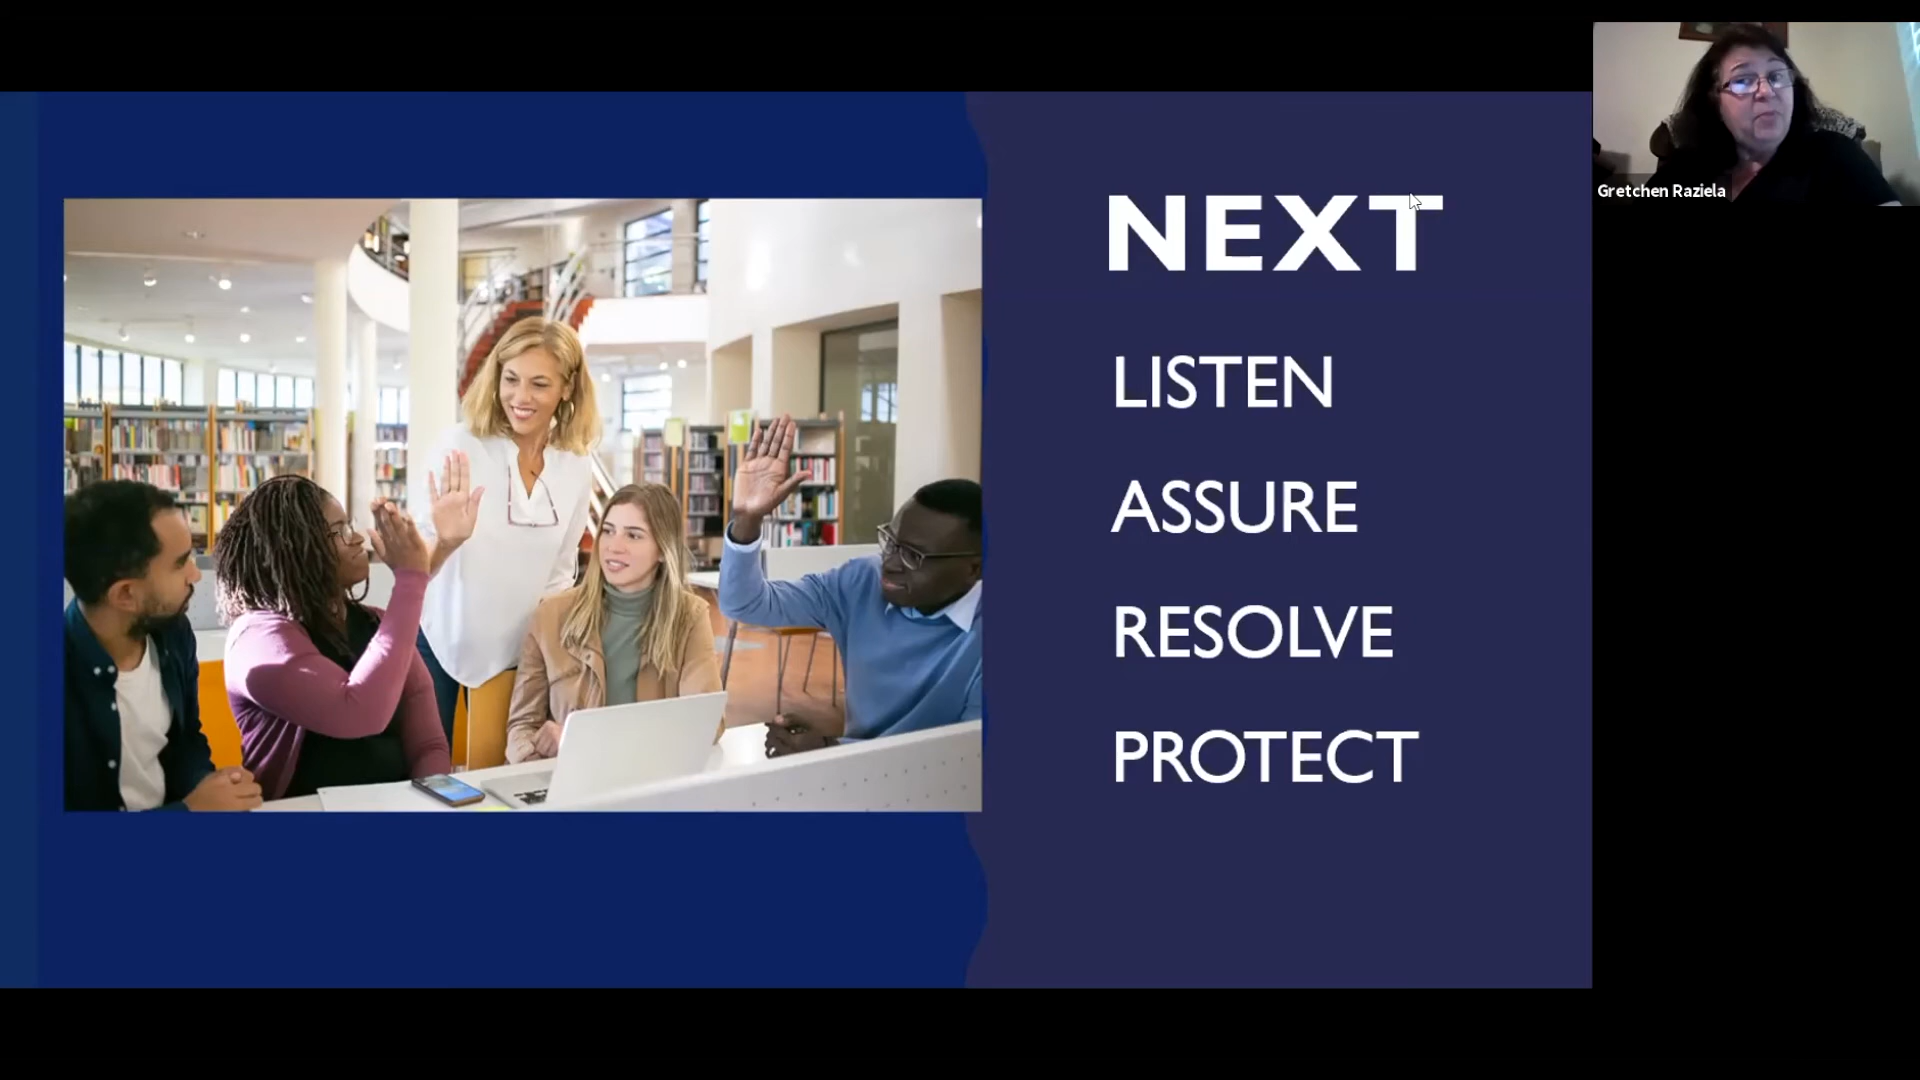 NEXT
LISTEN
ASSURE
RESOLVE
PROTECT
Gretchen Raziela